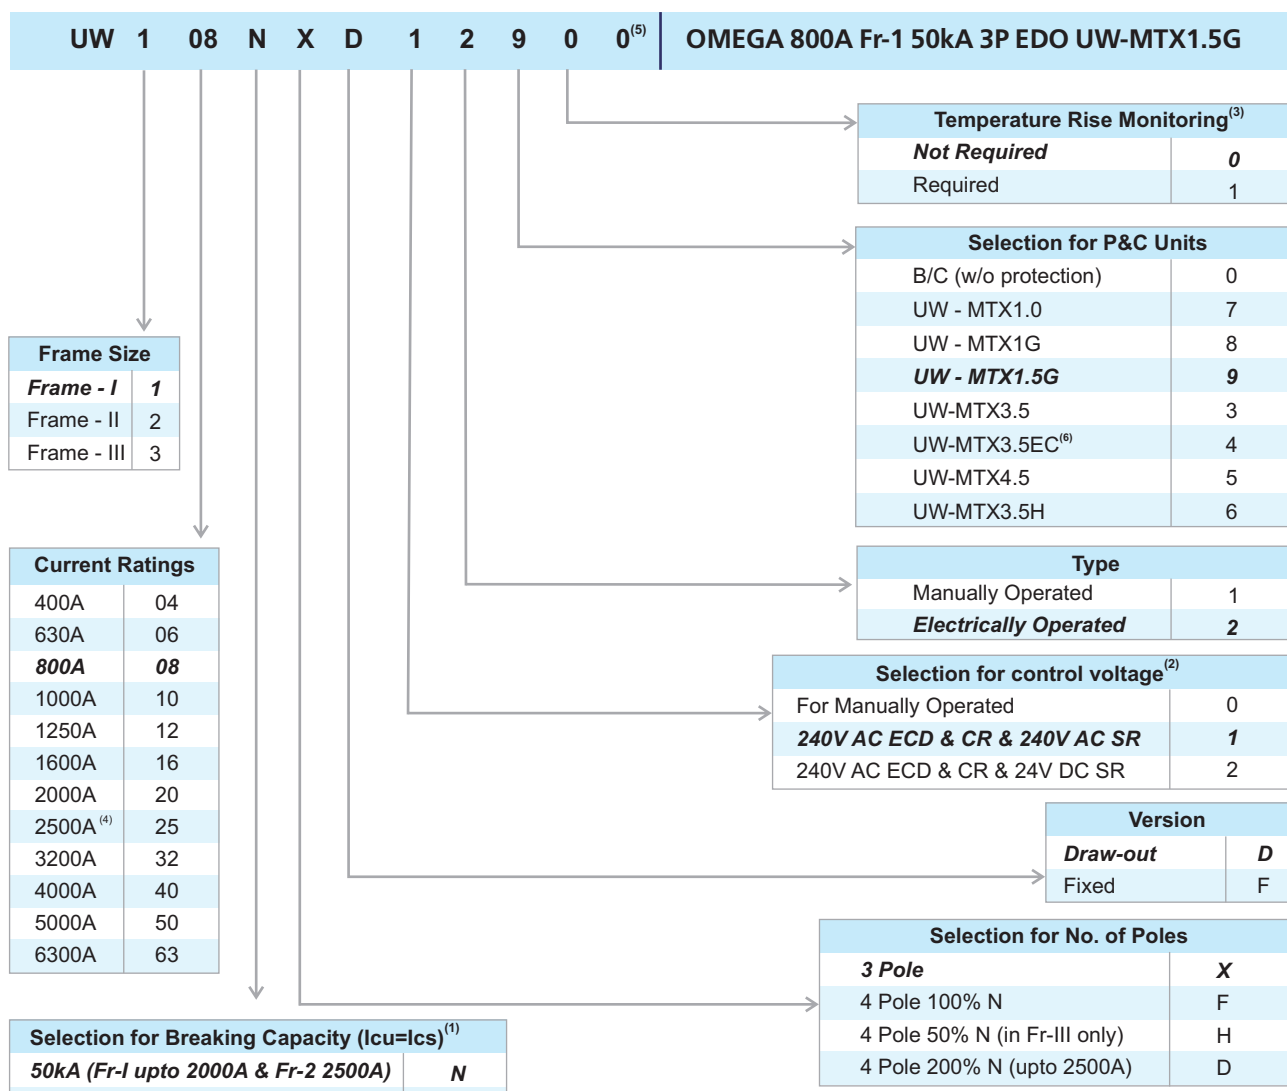 UW 1 08 N X D 1 2 9 0 0(5) OMEGA 800A Fr-1 50kA 3P EDO UW-MTX1.5G
Temperature Rise Monitoring(3)
Not Required 0
Required 1
Selection for P&C Units
B/C (w/o protection) 0
UW - MTX1.0 7
UW - MTX1G 8
UW - MTX1.5G 9
UW-MTX3.5 3
UW-MTX3.5EC(6) 4
UW-MTX4.5 5
UW-MTX3.5H 6
Frame Size
Frame - I 1
Frame - II 2
Frame - III 3
Current Ratings
400A 04
630A 06
800A 08
1000A 10
1250A 12
1600A 16
2000A 20
2500A (4) 25
3200A 32
4000A 40
5000A 50
6300A 63
Type
Manually Operated 1
Electrically Operated 2
Selection for control voltage(2)
For Manually Operated 0
240V AC ECD & CR & 240V AC SR 1
240V AC ECD & CR & 24V DC SR 2
Version
Draw-out D
Fixed F
Selection for No. of Poles
3 Pole X
4 Pole 100% N F
4 Pole 50% N (in Fr-III only) H
4 Pole 200% N (upto 2500A) D
Selection for Breaking Capacity (Icu=Ics)(1)
50kA (Fr-I upto 2000A & Fr-2 2500A) N